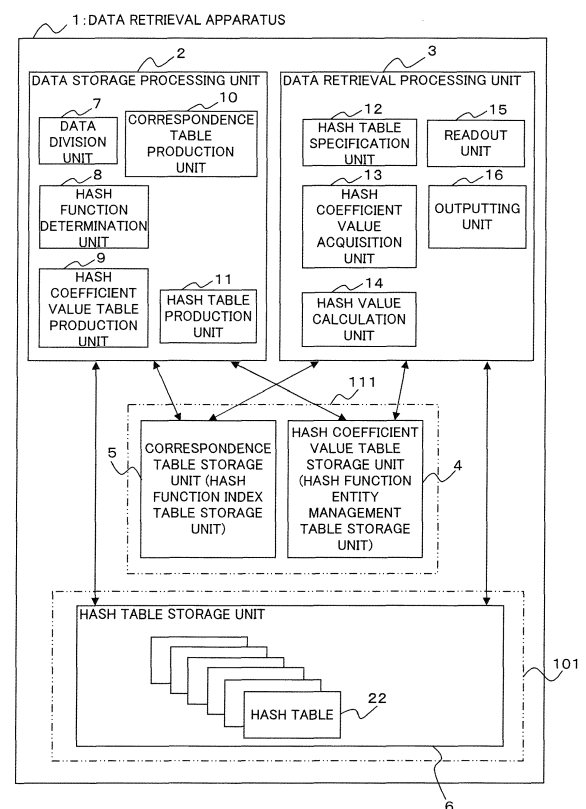 1:DATA RETRIEVAL APPARATUS
2
DATA STORAGE PROCESSING UNIT
7
DATA
DIVISION
UNIT
10
CORRESPONDENCE
TABLE
PRODUCTION
UNIT
8
HASH
FUNCTION
DETERMINATION
UNIT
9
HASH
COEFFICIENT
VALUE TABLE
PRODUCTION
UNIT
11
HASH TABLE
PRODUCTION
UNIT
3
DATA RETRIEVAL PROCESSING UNIT
12
HASH TABLE
SPECIFICATION
UNIT
15
READOUT
UNIT
13
HASH
COEFFICIENT
VALUE
ACQUISITION
UNIT
16
OUTPUTTING
UNIT
14
HASH VALUE
CALCULATION
UNIT
111
5
CORRESPONDENCE
TABLE STORAGE
UNIT (HASH
FUNCTION INDEX
TABLE STORAGE
UNIT)
HASH COEFFICIENT
VALUE TABLE
STORAGE UNIT
(HASH FUNCTION
ENTITY
MANAGEMENT
TABLE STORAGE
UNIT)
4
HASH TABLE STORAGE UNIT
HASH TABLE
22
101
6